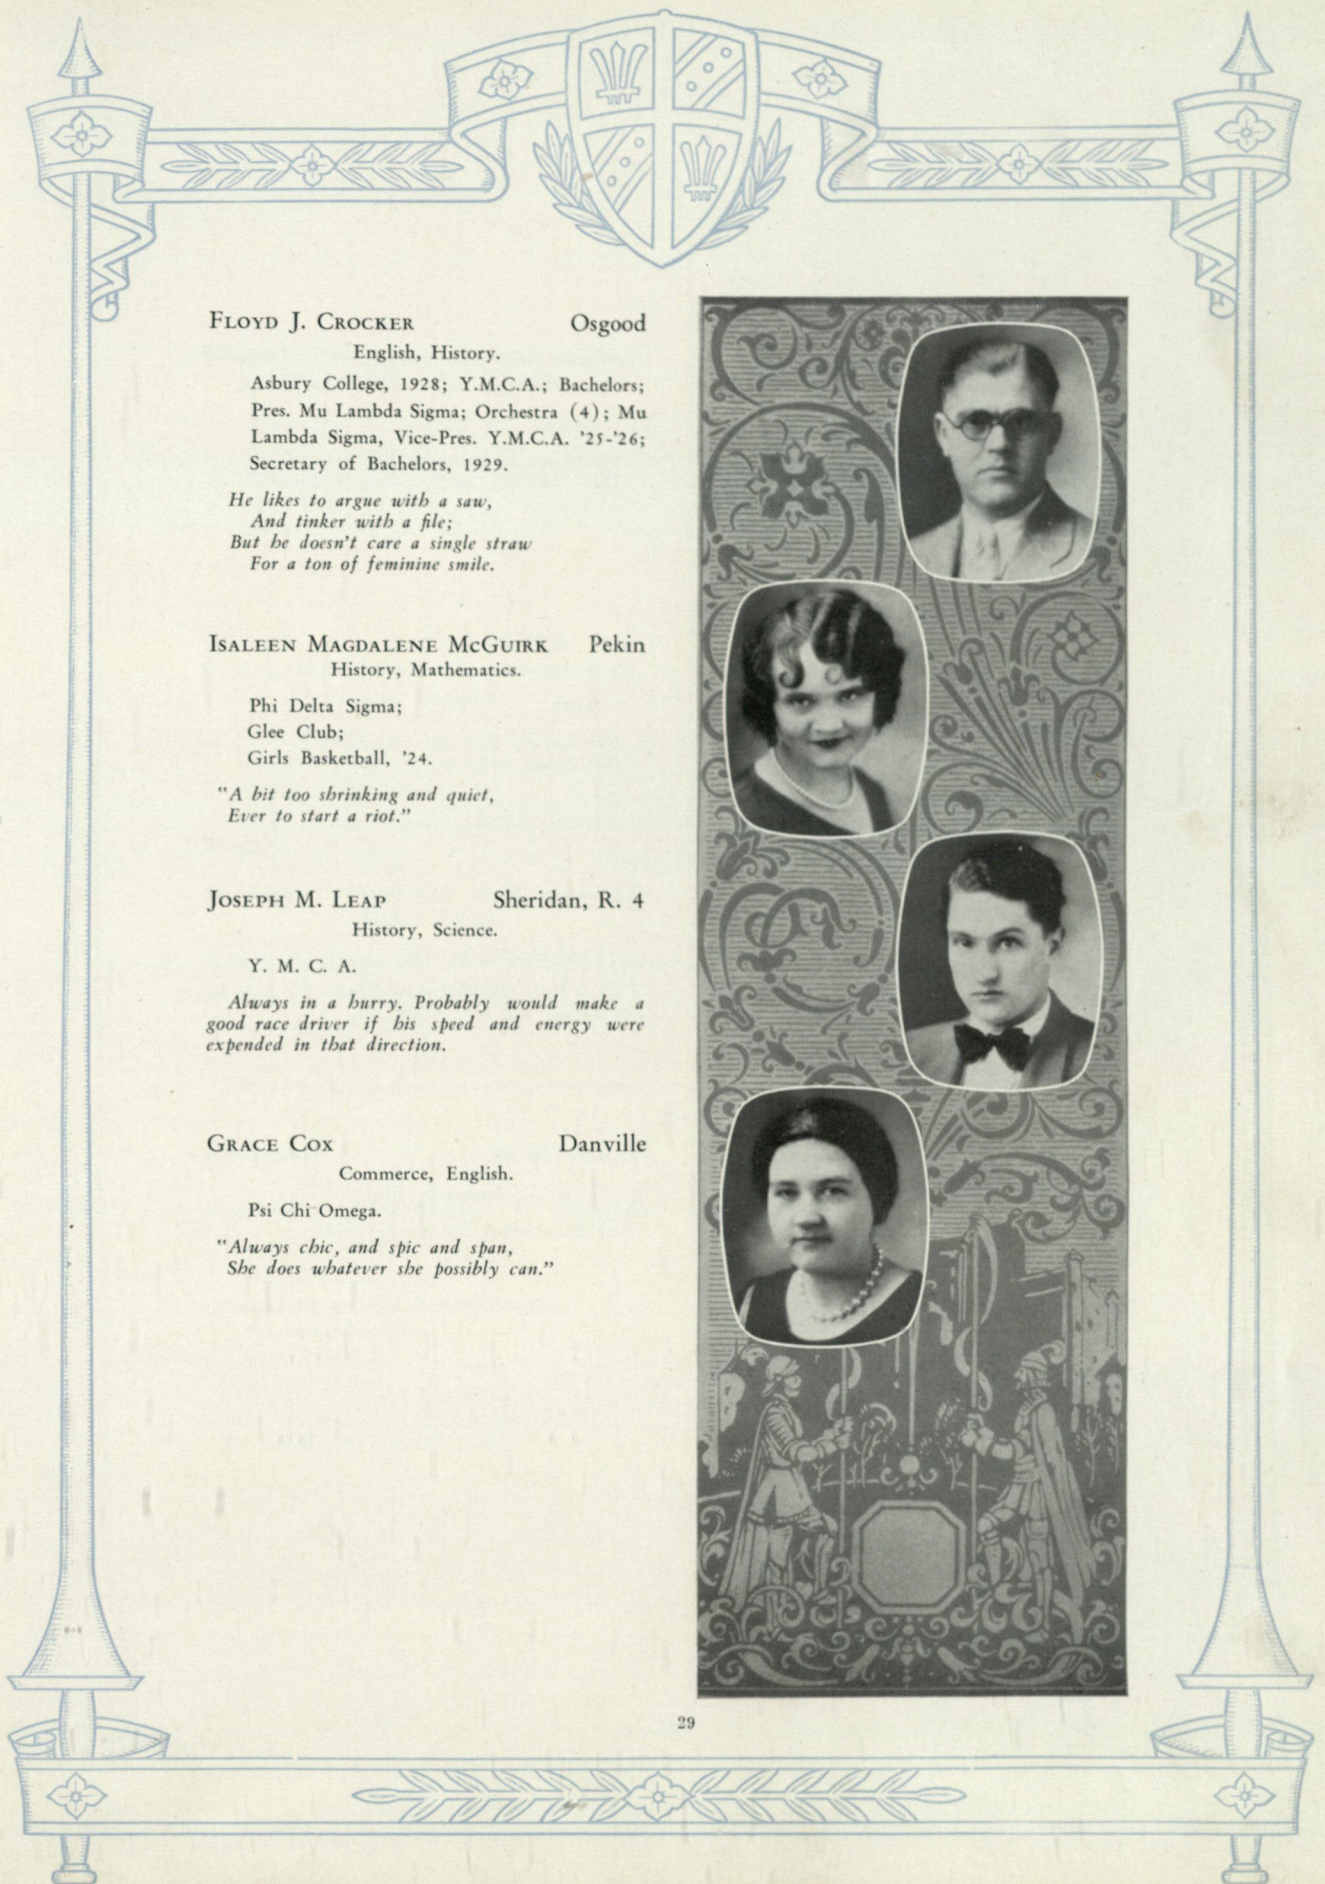 FLOYD J. CROCKER Osgood
English, History.
Asbury College, 1928; Y.M.C.A.; Bachelors;
Pres. Mu Lambda Sigma; Orchestra (4); Mu
Lambda Sigma, Vice-Pres. Y.M.C.A. '25-'26;
Secretary of Bachelors, 1929.
He likes to argue with a saw,
And tinker with a file;
But he doesn't care a single straw
For a ton of feminine smile.
ISALEEN MAGDALENE MCGUIRK Pekin
History, Mathematics.
Phi Delta Sigma;
Glee Club;
Girls Basketball, '24.
"A bit too shrinking and quiet,
Ever to start a riot."
JOSEPH M. LEAP Sheridan, R. 4
History, Science.
Y. M. C. A.
Always in a hurry. Probably would make a
good race driver if his speed and energy were
expended in that direction.
GRACE COX Danville
Commerce, English.
Psi Chi Omega.
"Always chic, and spic and span,
She does whatever she possibly can."
29